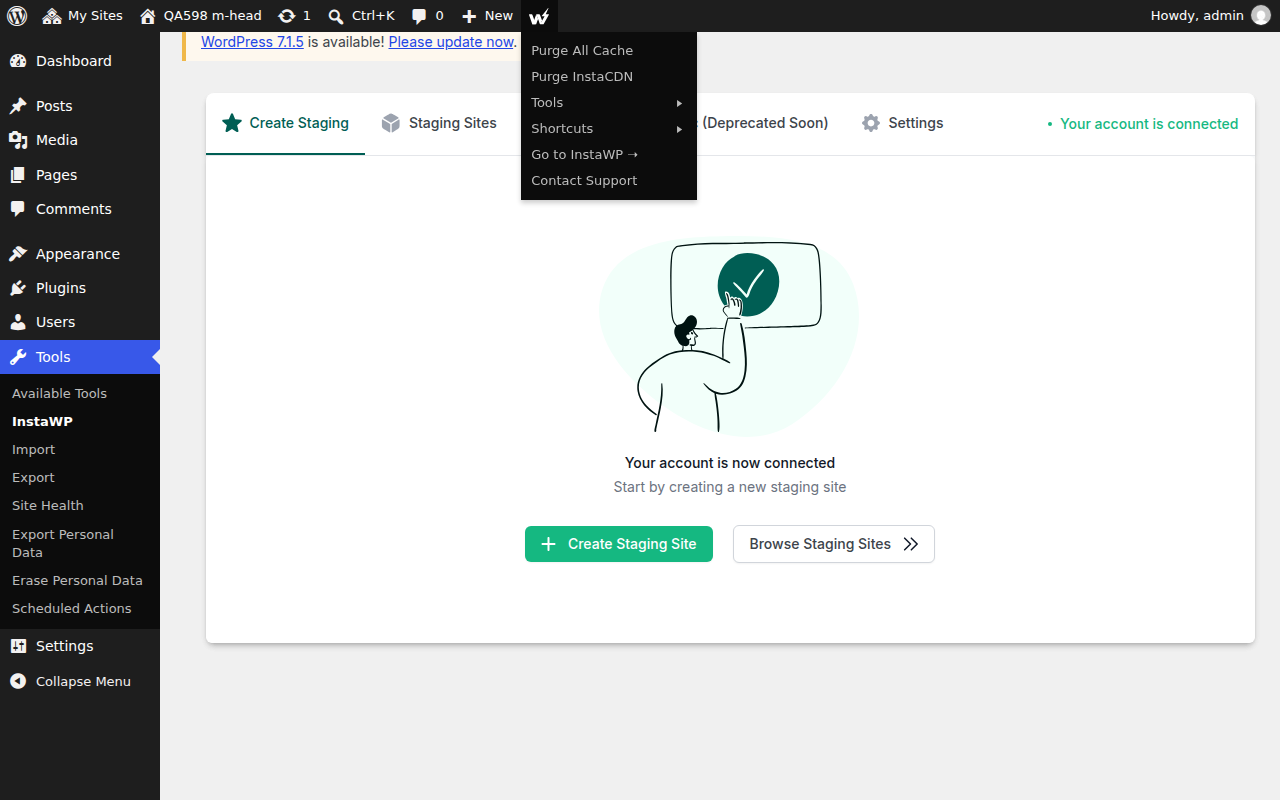 My Sites QA598 m-head 1 Ctrl+K 0 New Howdy, admin
WordPress 7.1.5 is available! Please update now.
Purge All Cache
Purge InstaCDN
Tools
Shortcuts
Go to InstaWP →
Contact Support
Dashboard
Posts
Media
Pages
Comments
Appearance
Plugins
Users
Tools
Available Tools
InstaWP
Import
Export
Site Health
Export Personal
Data
Erase Personal Data
Scheduled Actions
Settings
Collapse Menu
Create Staging Staging Sites (Deprecated Soon) Settings • Your account is connected
Your account is now connected
Start by creating a new staging site
Create Staging Site Browse Staging Sites